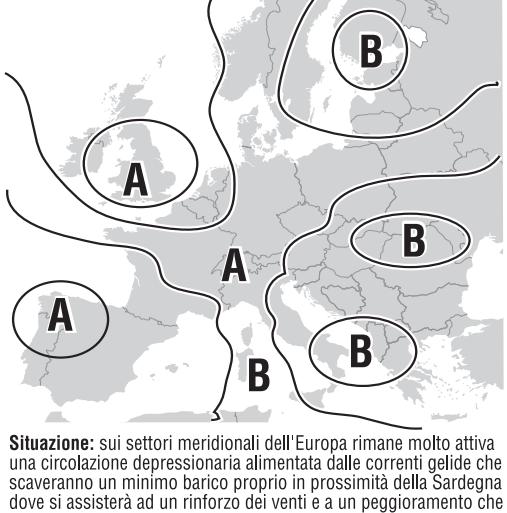 B
A
B
A
A
B
B
Situazione: sui settori meridionali dell'Europa rimane molto attiva
una circolazione depressionaria alimentata dalle correnti gelide che
scaveranno un minimo barico proprio in prossimità della Sardegna
dove si assisterà ad un rinforzo dei venti e a un peggioramento che